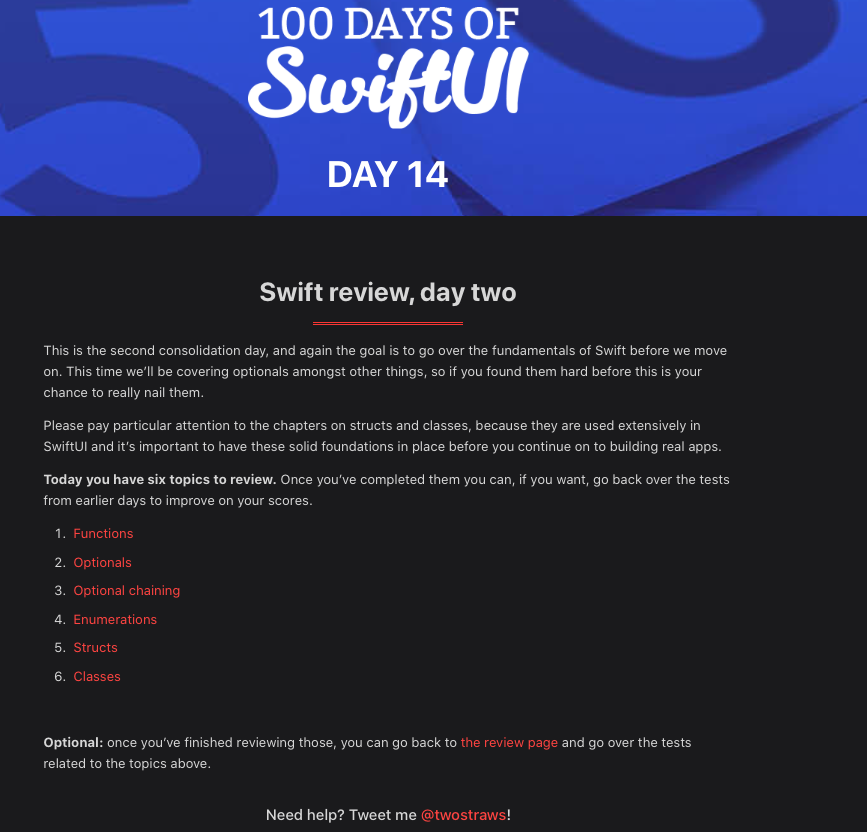 100 DAYS OF
SwiftUI
DAY 14
Swift review, day two
This is the second consolidation day, and again the goal is to go over the fundamentals of Swift before we move
on. This time we’ll be covering optionals amongst other things, so if you found them hard before this is your
chance to really nail them.
Please pay particular attention to the chapters on structs and classes, because they are used extensively in
SwiftUI and it’s important to have these solid foundations in place before you continue on to building real apps.
Today you have six topics to review. Once you’ve completed them you can, if you want, go back over the tests
from earlier days to improve on your scores.
1. Functions
2. Optionals
3. Optional chaining
4. Enumerations
5. Structs
6. Classes
Optional: once you’ve finished reviewing those, you can go back to the review page and go over the tests
related to the topics above.
Need help? Tweet me @twostraws!